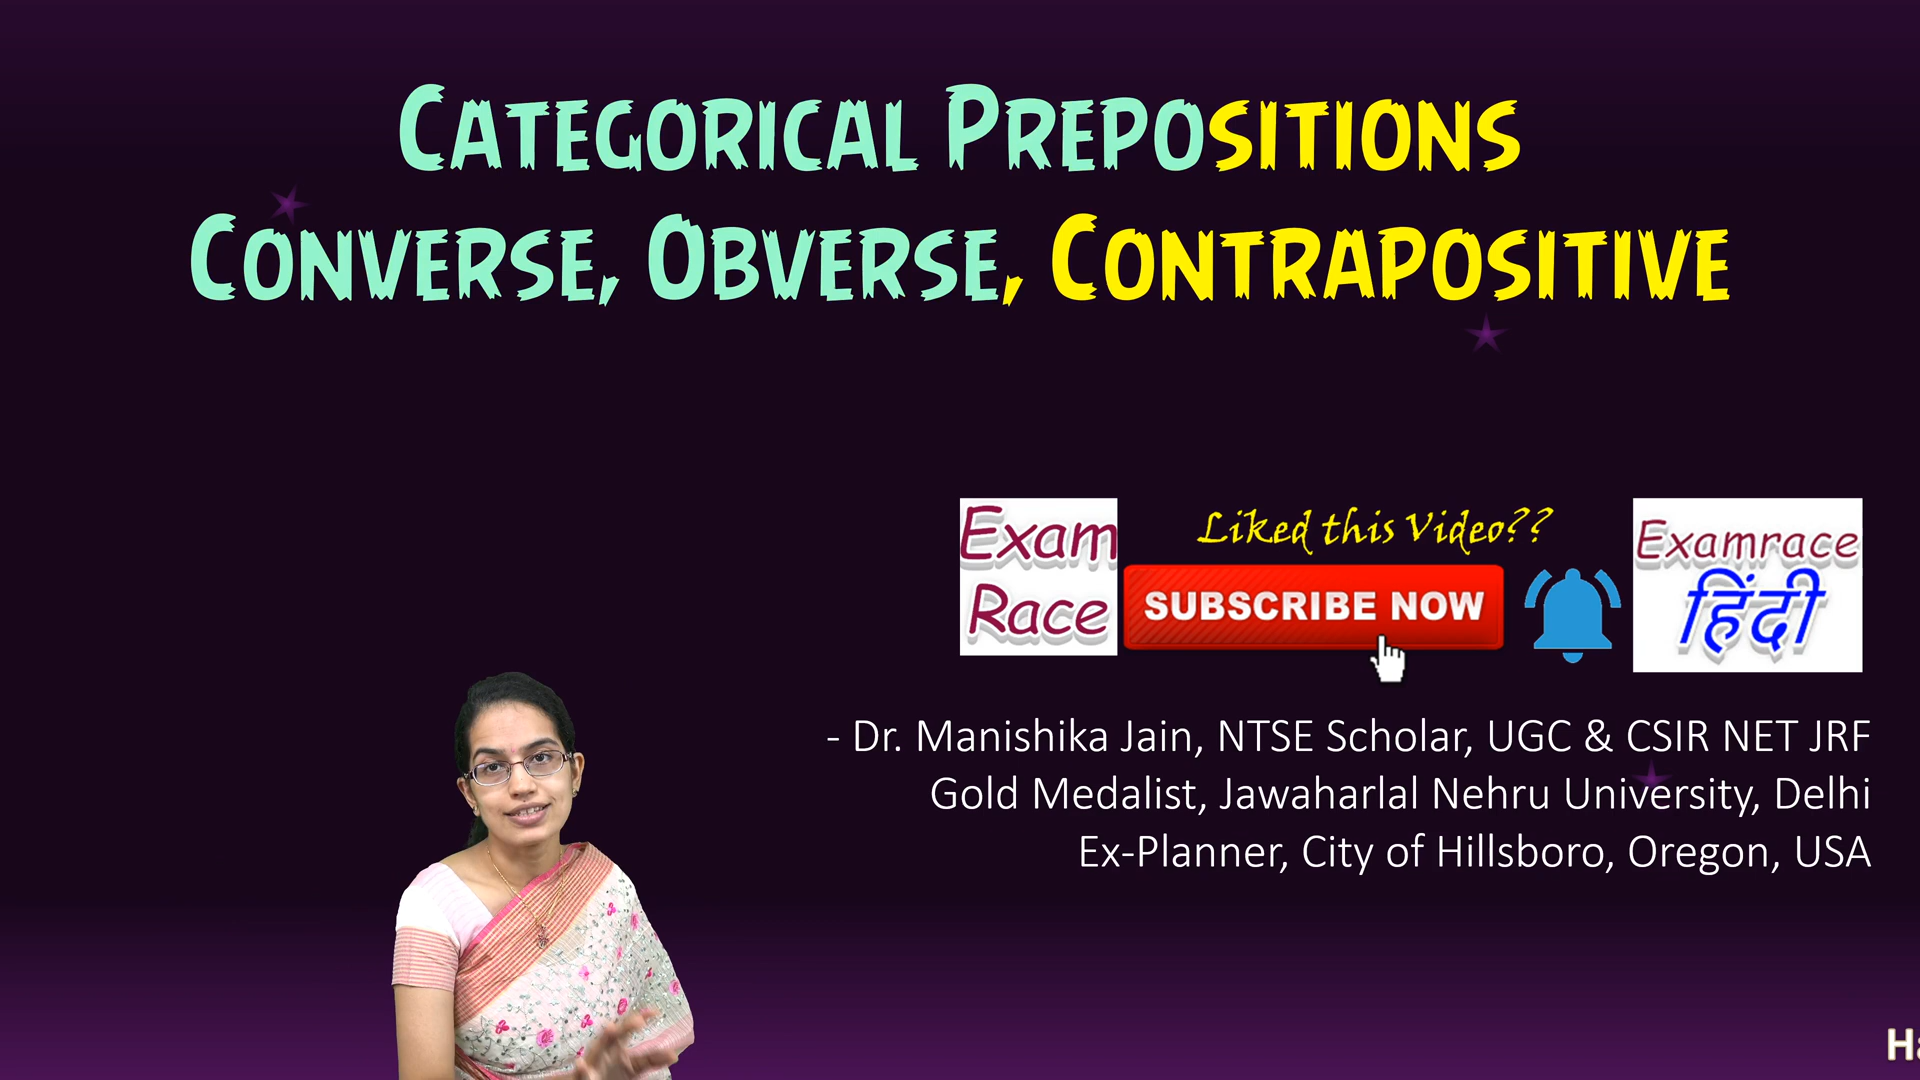 Categorical Prepositions
Converse, Obverse, Contrapositive
Liked this Video??
Exam
Race
SUBSCRIBE NOW
Examrace
हिंदी
- Dr. Manishika Jain, NTSE Scholar, UGC & CSIR NET JRF
Gold Medalist, Jawaharlal Nehru University, Delhi
Ex-Planner, City of Hillsboro, Oregon, USA